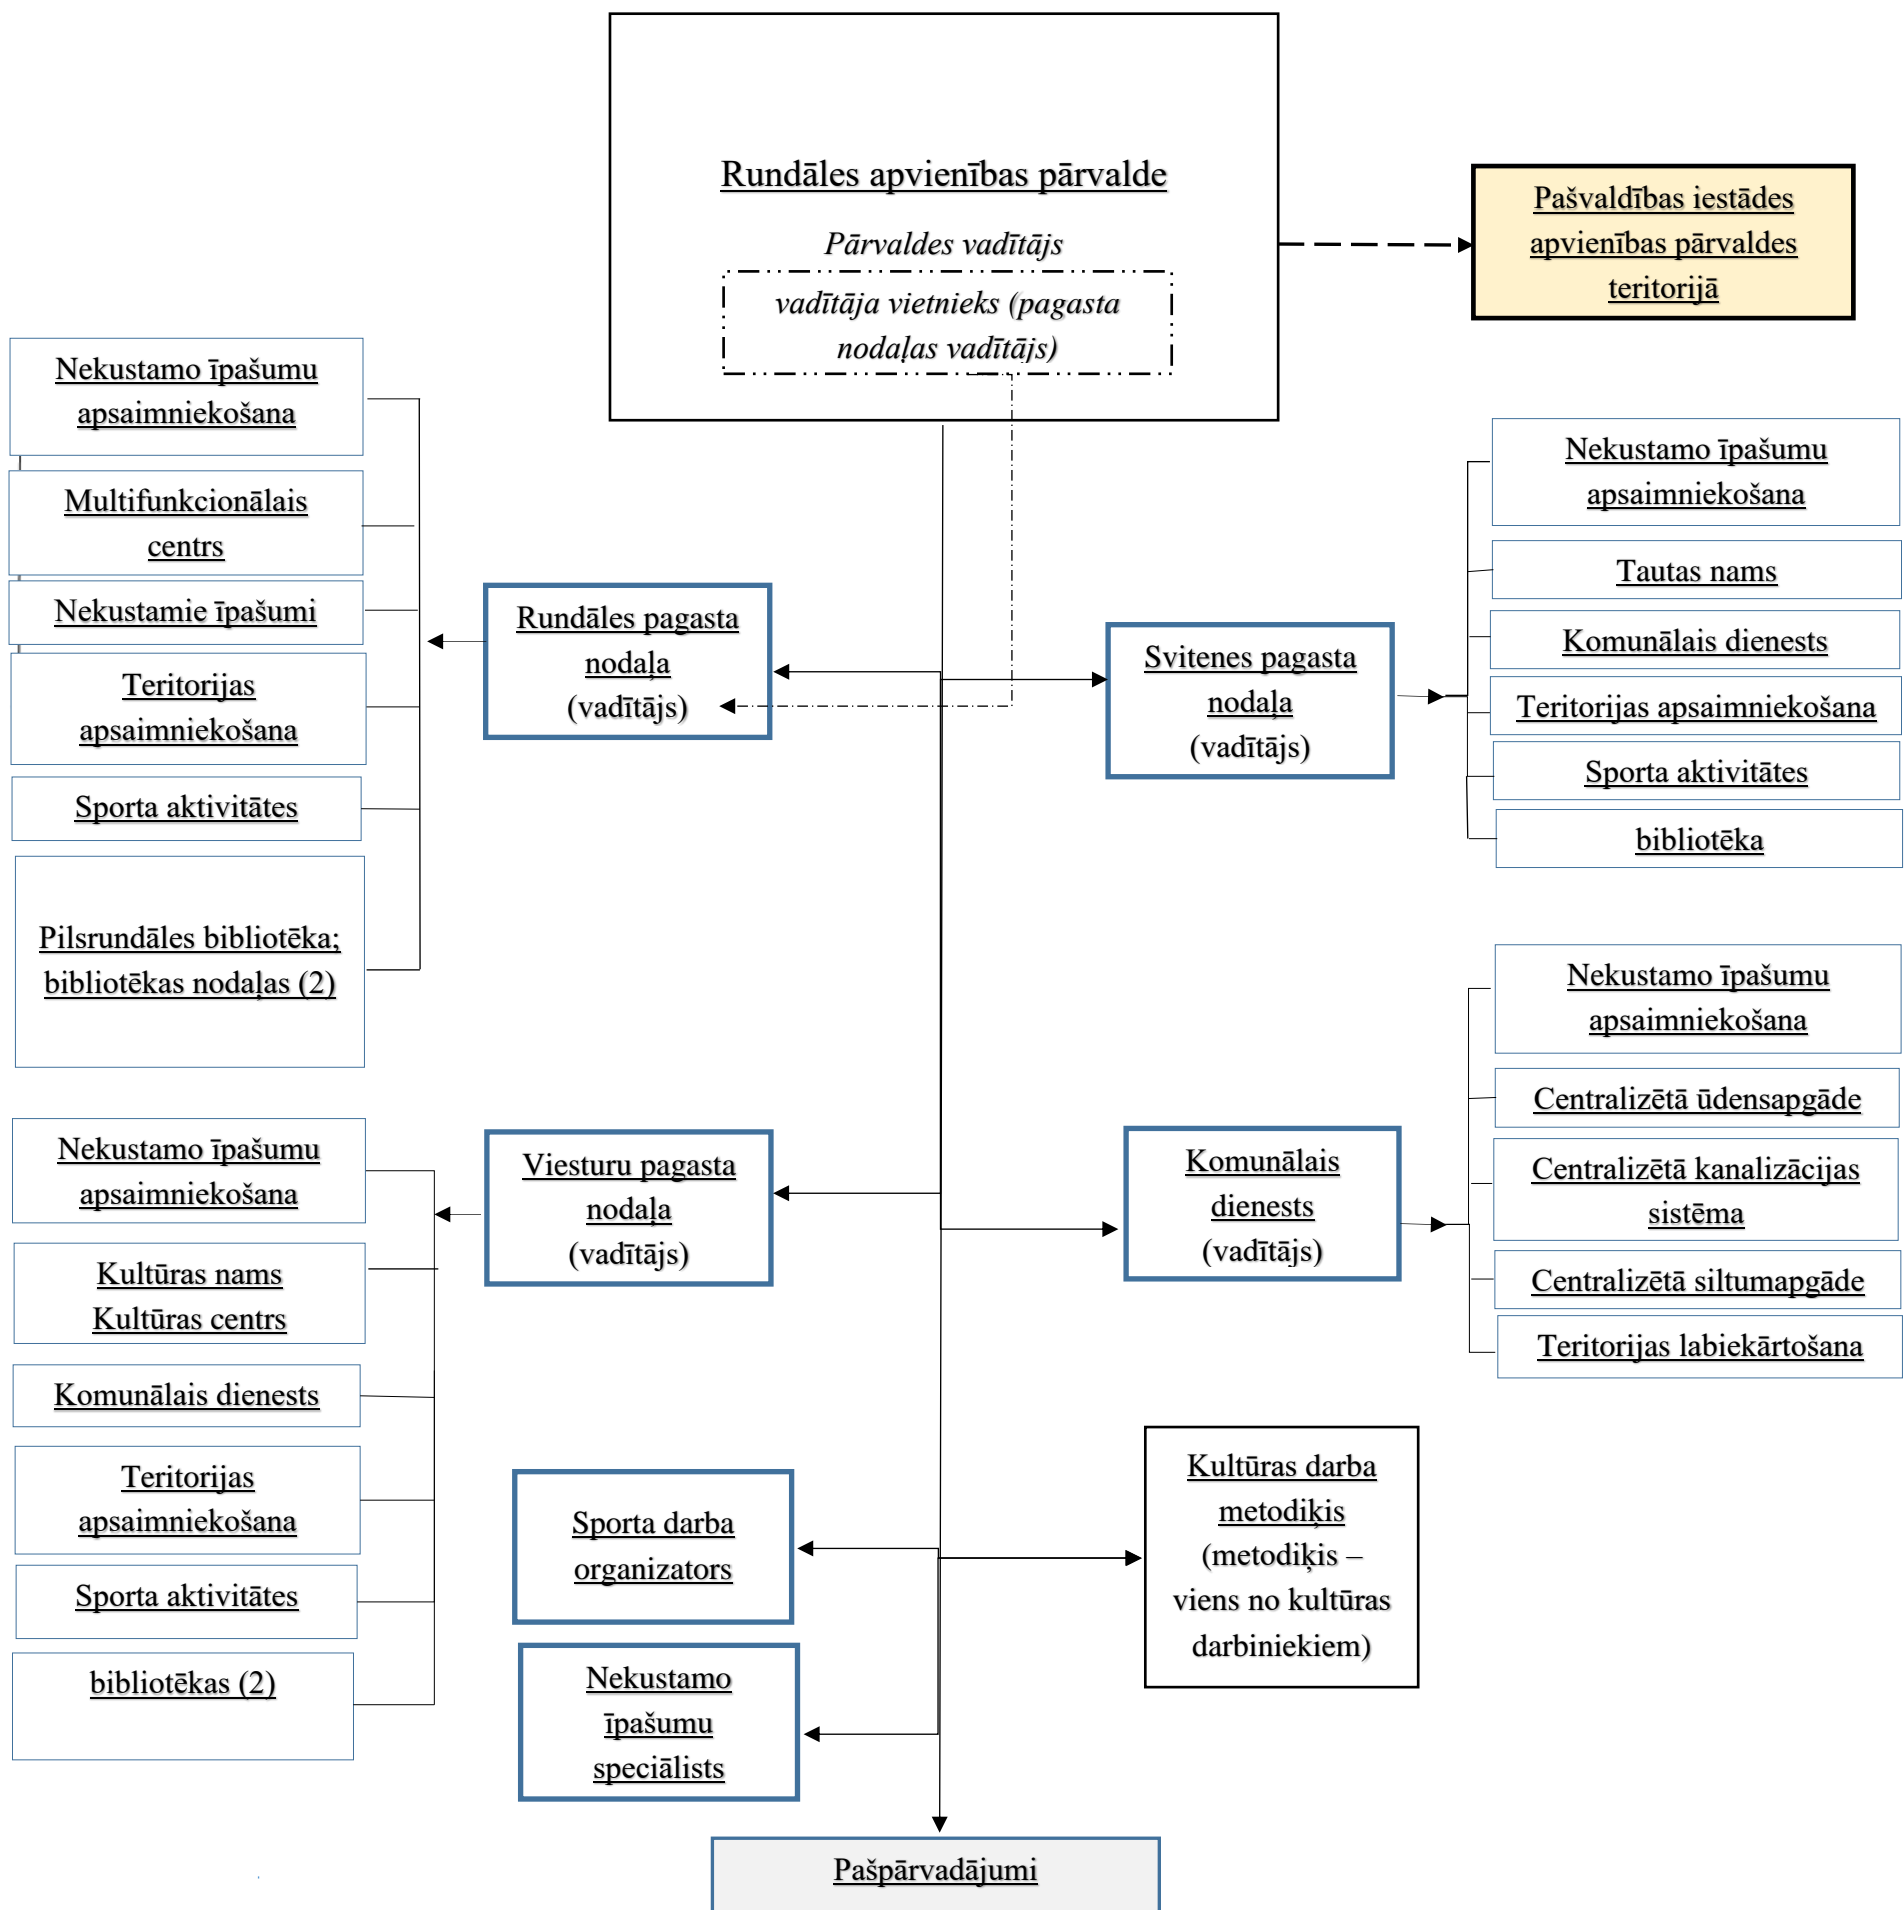 Rundāles apvienības pārvalde
Pārvaldes vadītājs
vadītāja vietnieks (pagasta
nodaļas vadītājs)
Pašvaldības iestādes
apvienības pārvaldes
teritorijā
Nekustamo īpašumu
apsaimniekošana
Multifunkcionālais
centrs
Nekustamie īpašumi
Teritorijas
apsaimniekošana
Sporta aktivitātes
Pilsrundāles bibliotēka;
bibliotēkas nodaļas (2)
Rundāles pagasta
nodaļa
(vadītājs)
Svitenes pagasta
nodaļa
(vadītājs)
Nekustamo īpašumu
apsaimniekošana
Tautas nams
Komunālais dienests
Teritorijas apsaimniekošana
Sporta aktivitātes
bibliotēka
Nekustamo īpašumu
apsaimniekošana
Kultūras nams
Kultūras centrs
Komunālais dienests
Teritorijas
apsaimniekošana
Sporta aktivitātes
bibliotēkas (2)
Viesturu pagasta
nodaļa
(vadītājs)
Komunālais
dienests
(vadītājs)
Nekustamo īpašumu
apsaimniekošana
Centralizētā ūdensapgāde
Centralizētā kanalizācijas
sistēma
Centralizētā siltumapgāde
Teritorijas labiekārtošana
Sporta darba
organizators
Kultūras darba
metodiķis
(metodiķis –
viens no kultūras
darbiniekiem)
Nekustamo
īpašumu
speciālists
Pašpārvadājumi